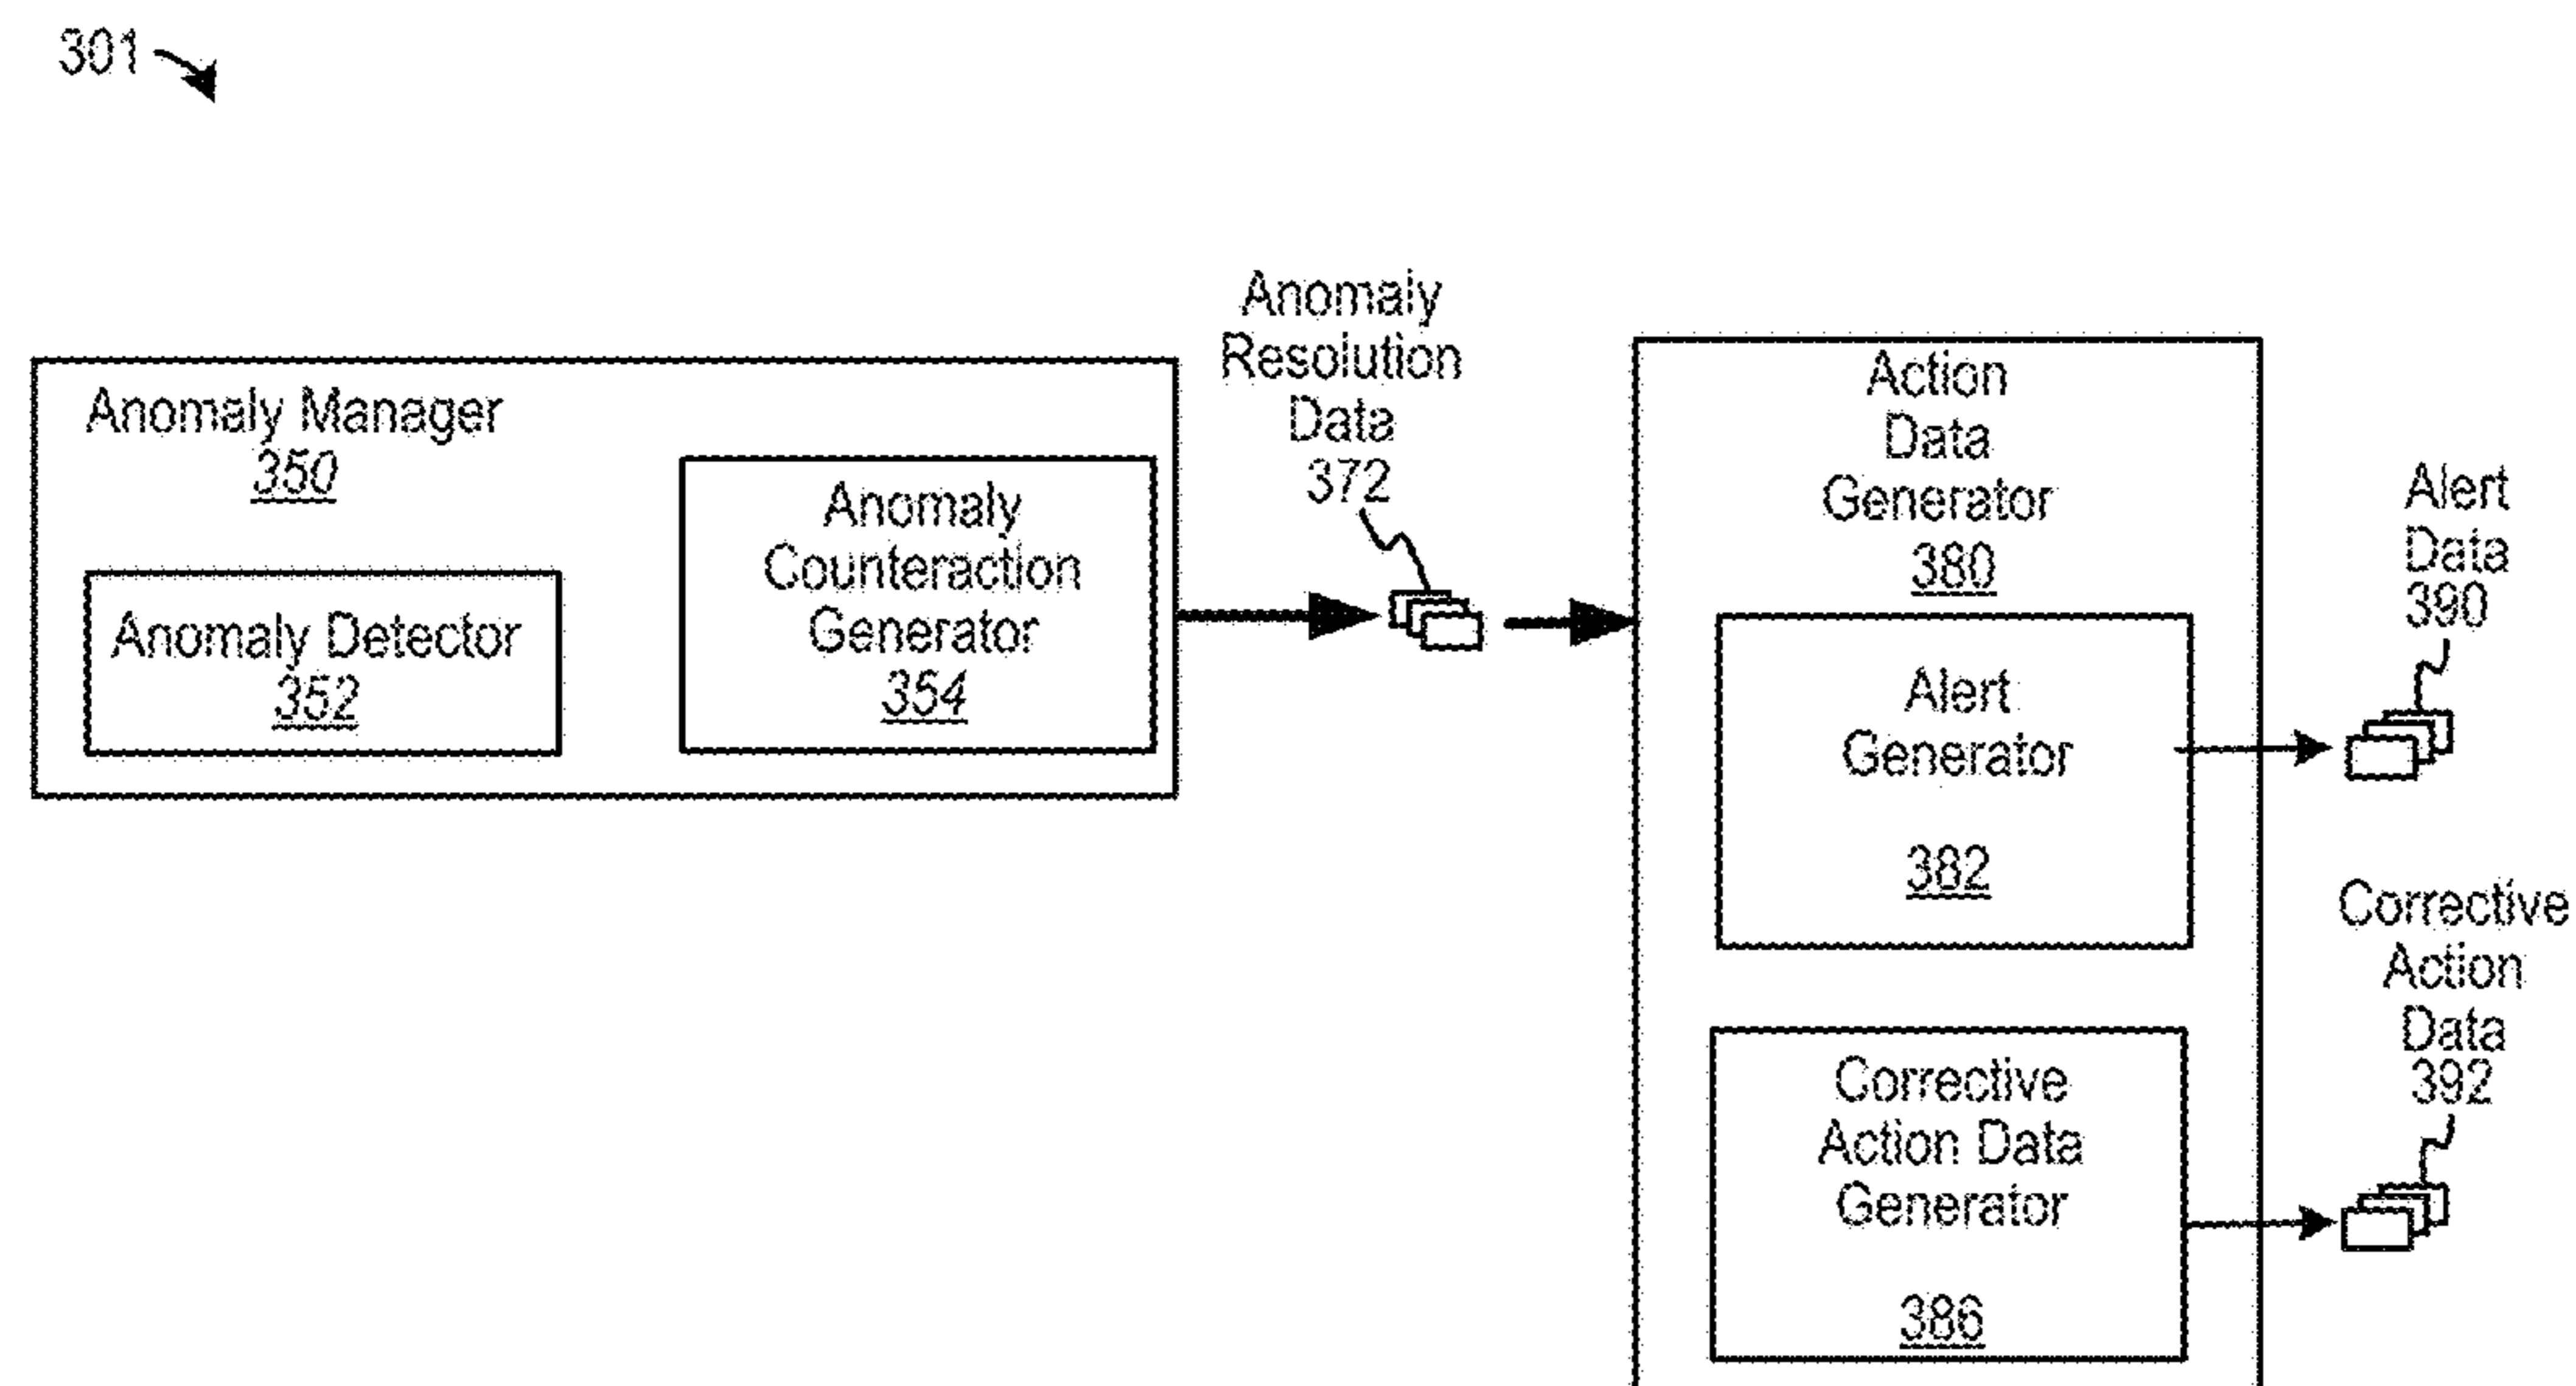 301
Anomaly Manager
350
Anomaly Detector
352
Anomaly
Counteraction
Generator
354
Anomaly
Resolution
Data
372
Action
Data
Generator
380
Alert
Generator
382
Corrective
Action Data
Generator
386
Alert
Data
390
Corrective
Action
Data
392